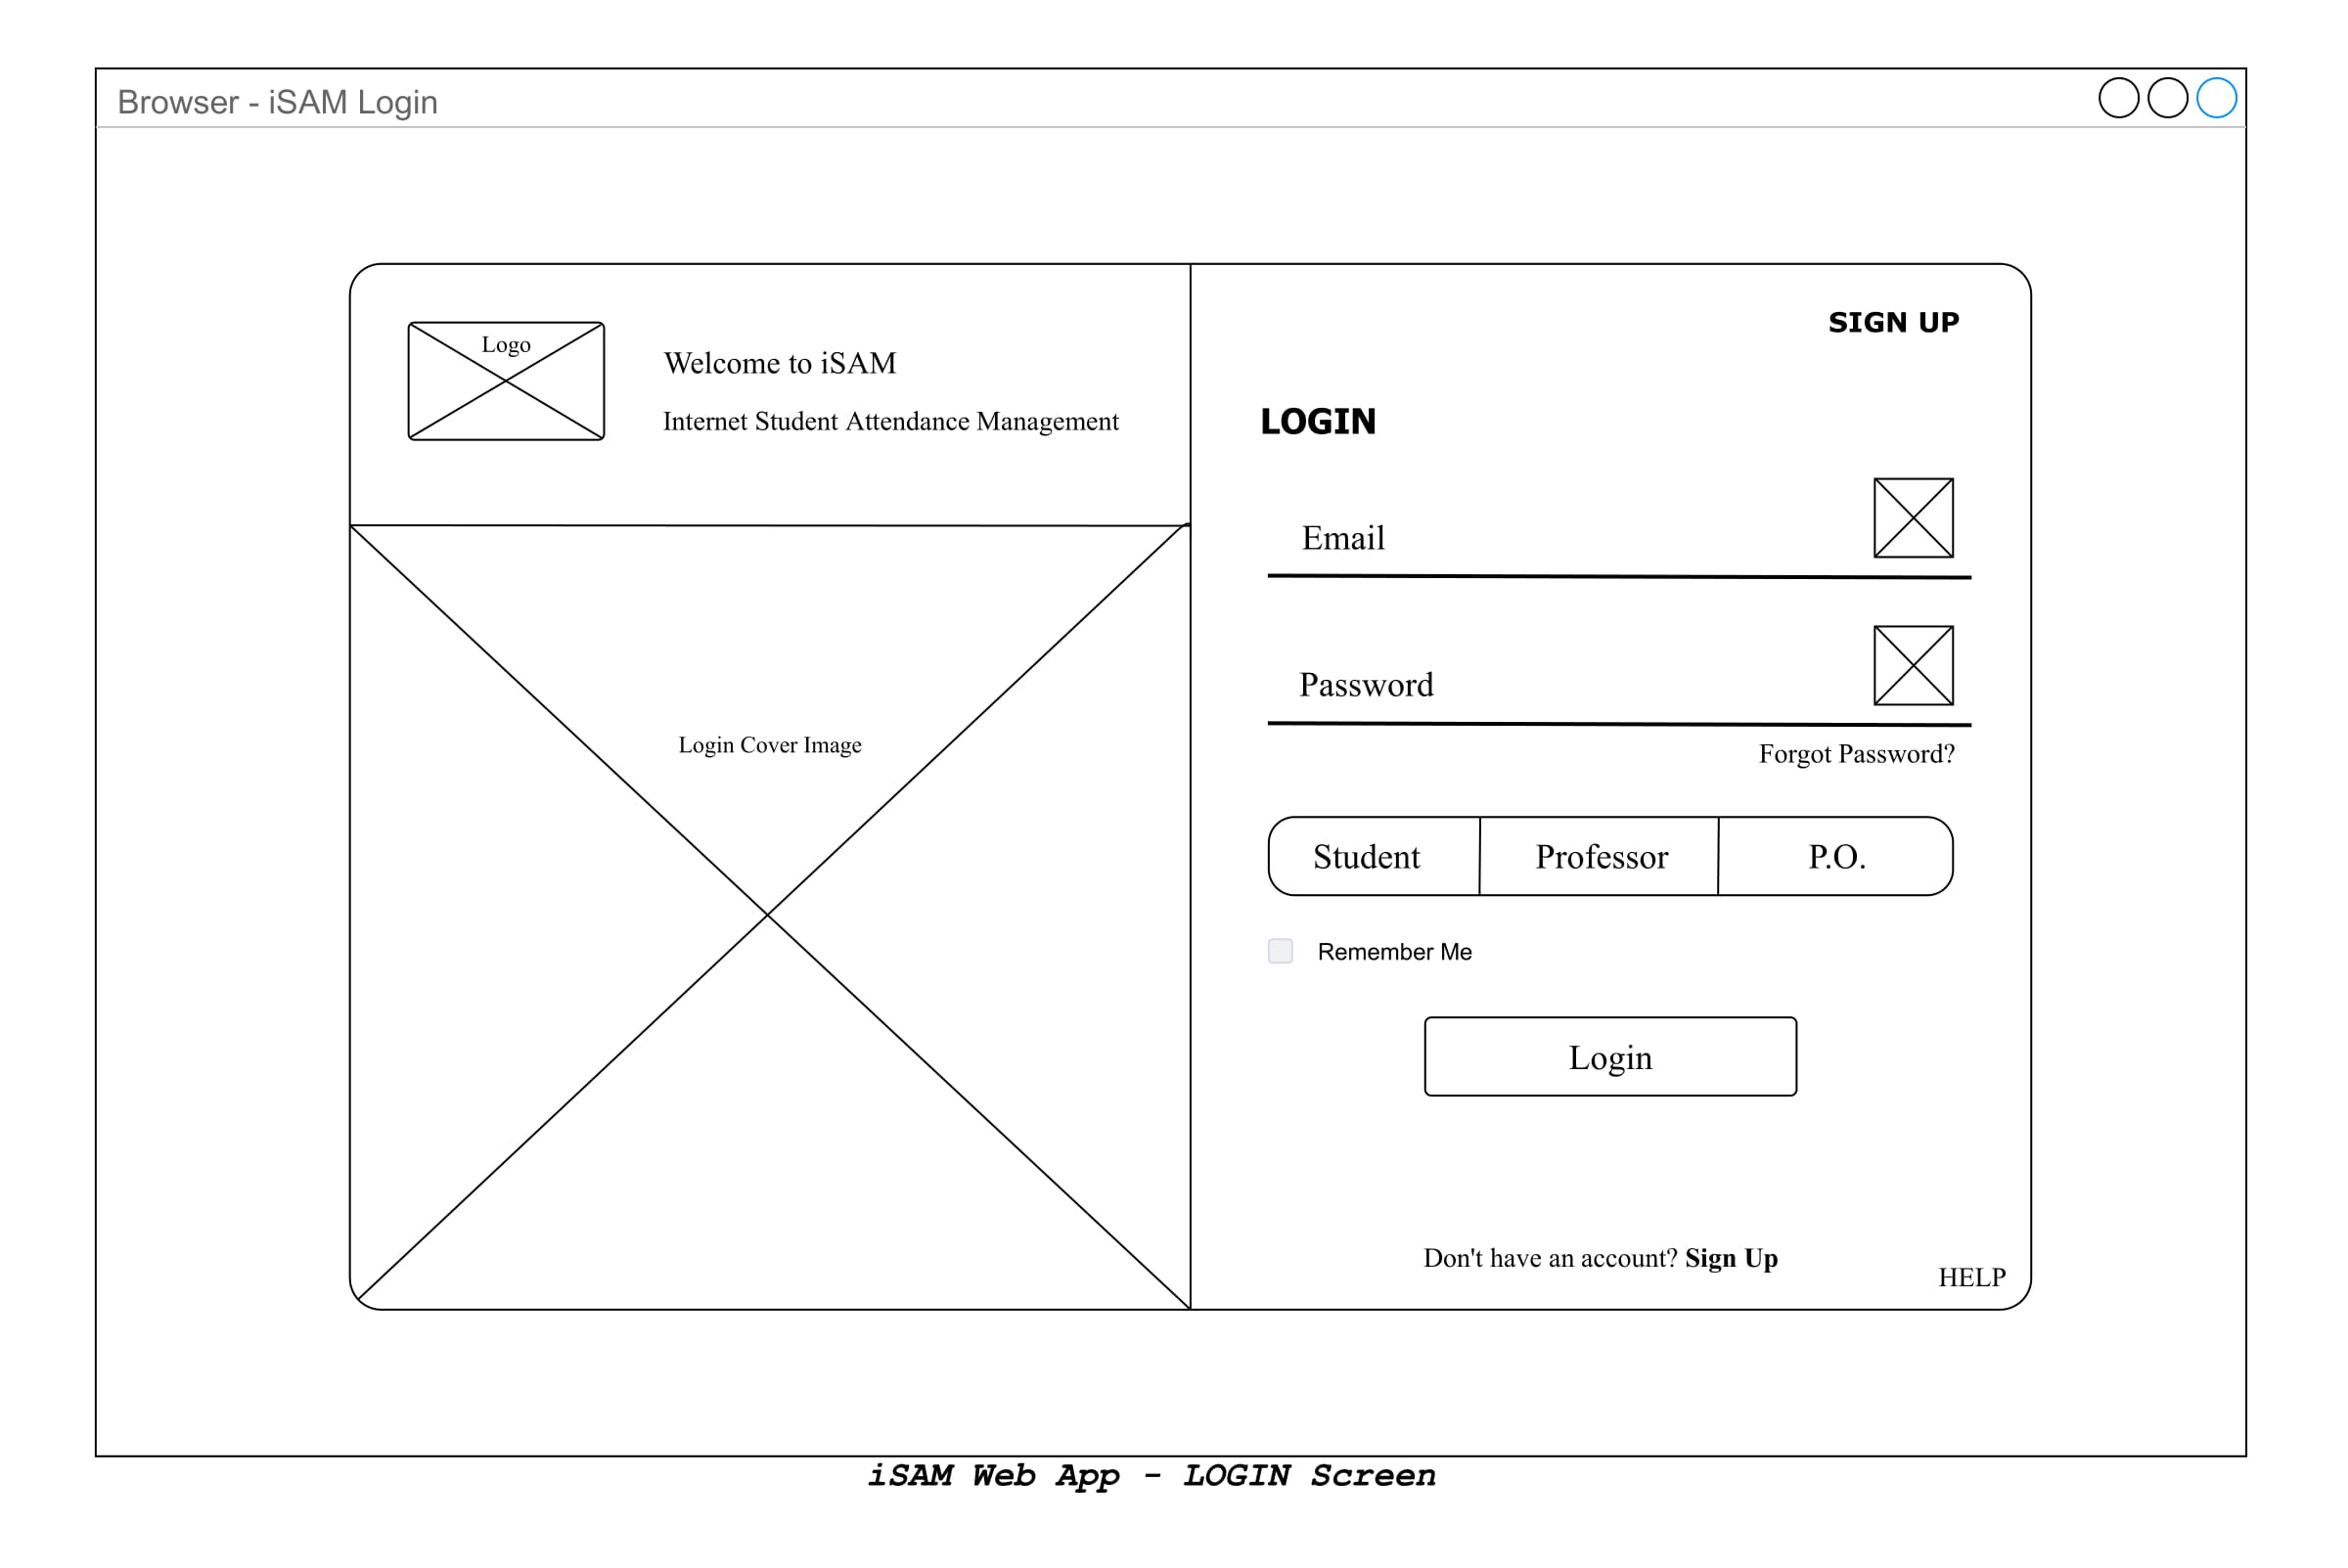 Browser - iSAM Login
Logo
Welcome to iSAM
Internet Student Attendance Management
Login Cover Image
SIGN UP
LOGIN
Email
Password
Forgot Password?
Student Professor P.O.
Remember Me
Login
Don't have an account? Sign Up
HELP
iSAM Web App - LOGIN Screen